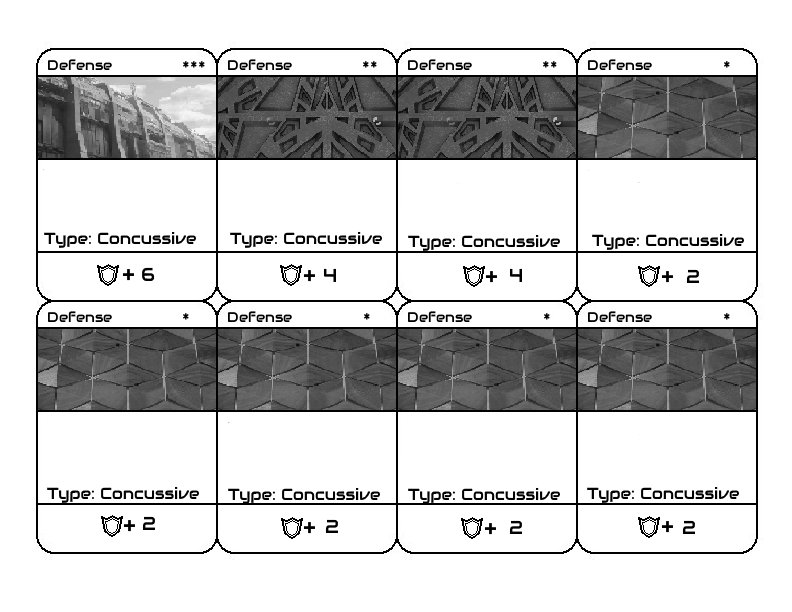 Defense ***
Defense **
Defense **
Defense *
Type: Concussive
Type: Concussive
Type: Concussive
Type: Concussive
+ 6
+ 4
+ 4
+ 2
Defense *
Defense *
Defense *
Defense *
Type: Concussive
Type: Concussive
Type: Concussive
Type: Concussive
+ 2
+ 2
+ 2
+ 2